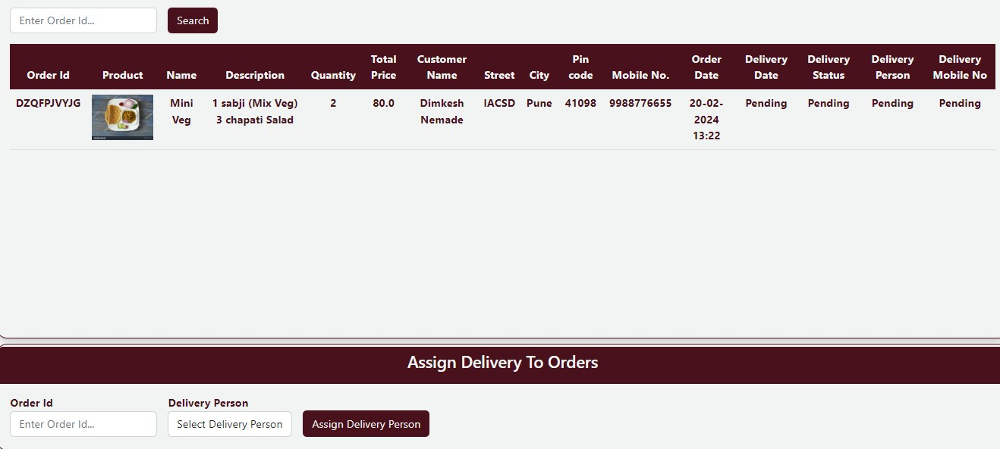 Enter Order Id...
Search
Order Id
Product
Name
Description
Quantity
Total
Price
Customer
Name
Street
City
Pin
code
Mobile No.
Order
Date
Delivery
Date
Delivery
Status
Delivery
Person
Delivery
Mobile No
DZQFPJVYJG
Mini
Veg
1 sabji (Mix Veg)
3 chapati Salad
2
80.0
Dimkesh
Nemade
IACSD
Pune
41098
9988776655
20-02-
2024
13:22
Pending
Pending
Pending
Pending
Assign Delivery To Orders
Order Id
Enter Order Id...
Delivery Person
Select Delivery Person
Assign Delivery Person